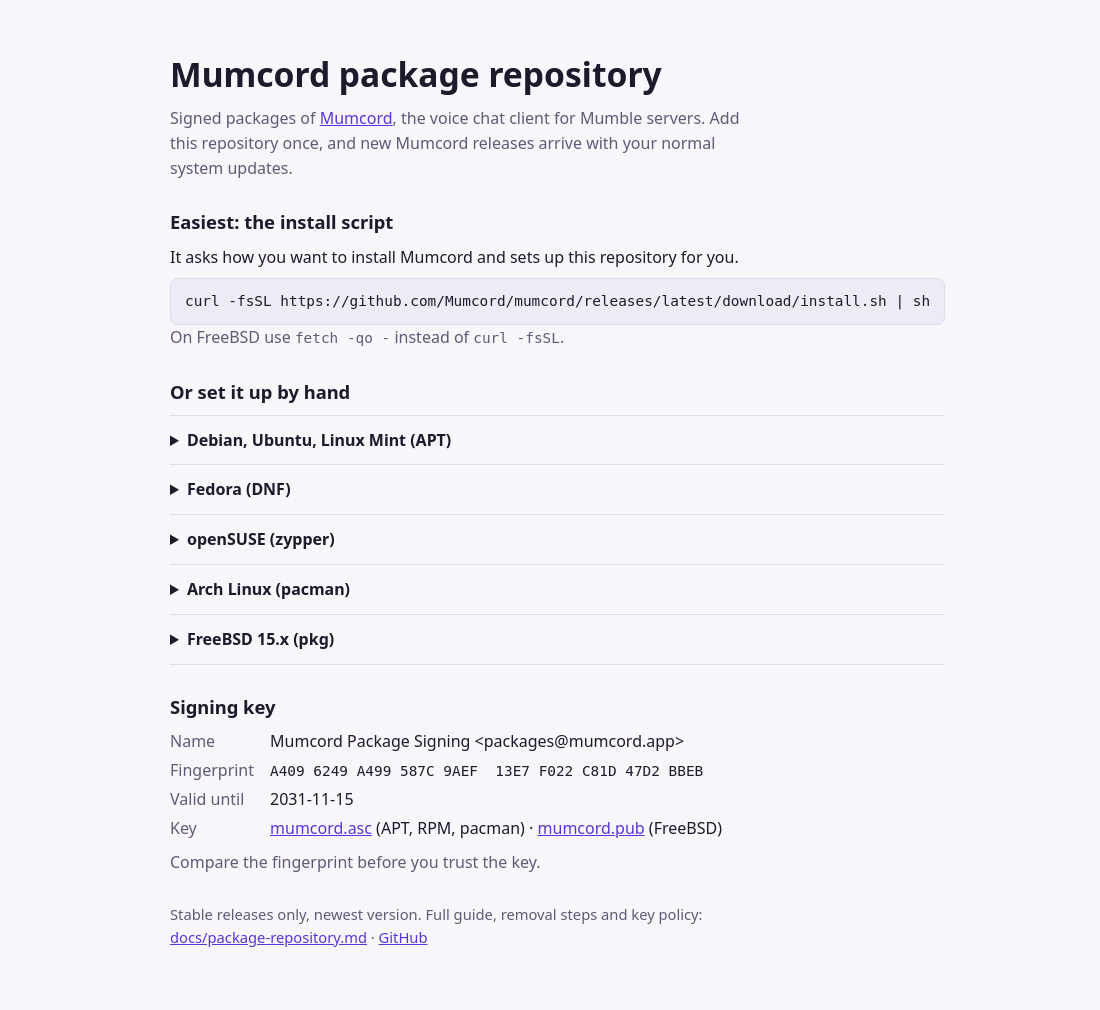 Mumcord package repository
Signed packages of Mumcord, the voice chat client for Mumble servers. Add
this repository once, and new Mumcord releases arrive with your normal
system updates.
Easiest: the install script
It asks how you want to install Mumcord and sets up this repository for you.
curl -fsSL https://github.com/Mumcord/mumcord/releases/latest/download/install.sh | sh
On FreeBSD use fetch -qo - instead of curl -fsSL.
Or set it up by hand
Debian, Ubuntu, Linux Mint (APT)
Fedora (DNF)
openSUSE (zypper)
Arch Linux (pacman)
FreeBSD 15.x (pkg)
Signing key
Name Mumcord Package Signing <packages@mumcord.app>
Fingerprint A409 6249 A499 587C 9AEF  13E7 F022 C81D 47D2 BBEB
Valid until 2031-11-15
Key mumcord.asc (APT, RPM, pacman) · mumcord.pub (FreeBSD)
Compare the fingerprint before you trust the key.
Stable releases only, newest version. Full guide, removal steps and key policy:
docs/package-repository.md · GitHub